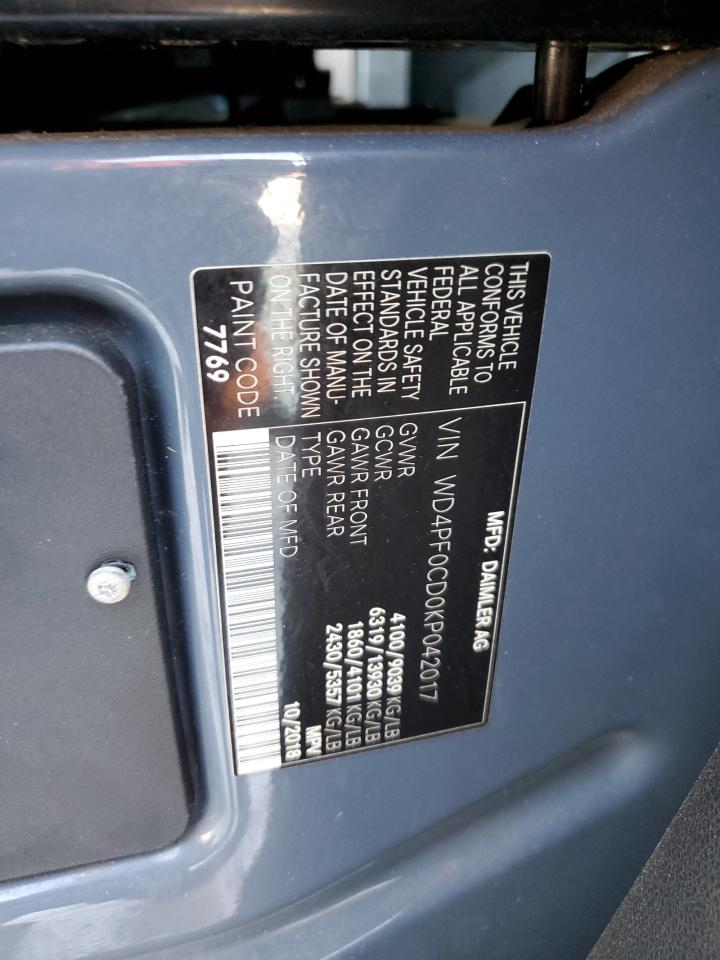 MFD: DAIMLER AG
VIN WD4PF0CD0KP042017
GVWR 4100/9039 KG/LB
GCWR 6319/13930 KG/LB
GAWR FRONT 1860/4101 KG/LB
GAWR REAR 2430/5357 KG/LB
TYPE MPV
DATE OF MFD 10/2018
THIS VEHICLE
CONFORMS TO
ALL APPLICABLE
FEDERAL
VEHICLE SAFETY
STANDARDS IN
EFFECT ON THE
DATE OF MANU-
FACTURE SHOWN
ON THE RIGHT.
PAINT CODE
7769